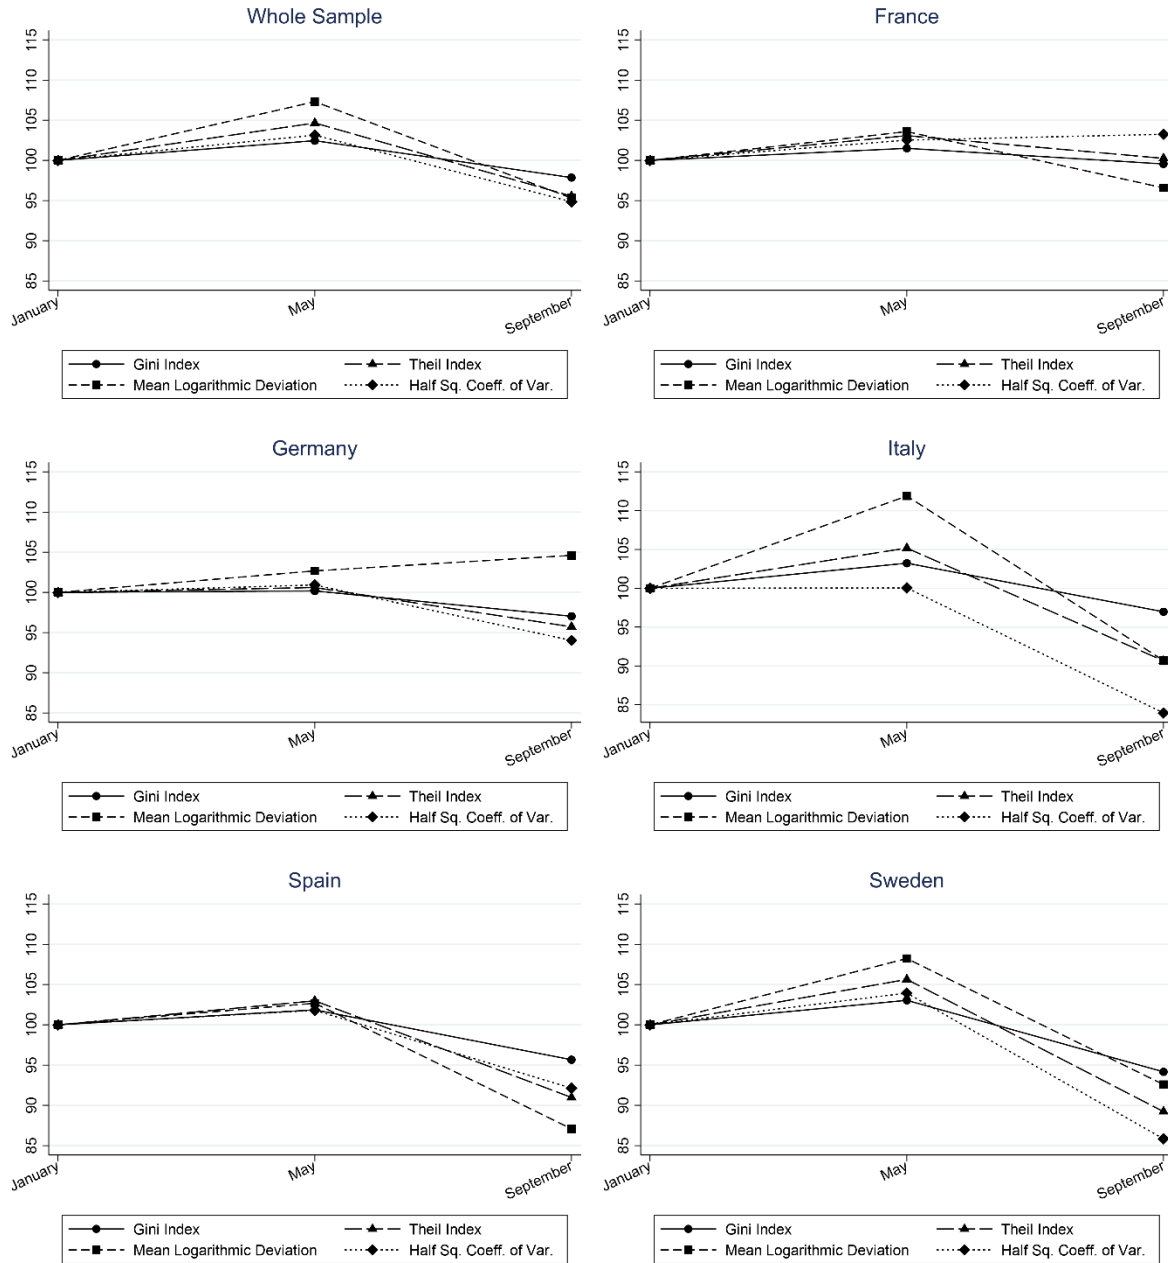 Whole Sample
115
110
105
100
95
90
85
January
May
September
Gini Index
Theil Index
Mean Logarithmic Deviation
Half Sq. Coeff. of Var.
France
115
110
105
100
95
90
85
January
May
September
Gini Index
Theil Index
Mean Logarithmic Deviation
Half Sq. Coeff. of Var.
Germany
115
110
105
100
95
90
85
January
May
September
Gini Index
Theil Index
Mean Logarithmic Deviation
Half Sq. Coeff. of Var.
Italy
115
110
105
100
95
90
85
January
May
September
Gini Index
Theil Index
Mean Logarithmic Deviation
Half Sq. Coeff. of Var.
Spain
115
110
105
100
95
90
85
January
May
September
Gini Index
Theil Index
Mean Logarithmic Deviation
Half Sq. Coeff. of Var.
Sweden
115
110
105
100
95
90
85
January
May
September
Gini Index
Theil Index
Mean Logarithmic Deviation
Half Sq. Coeff. of Var.